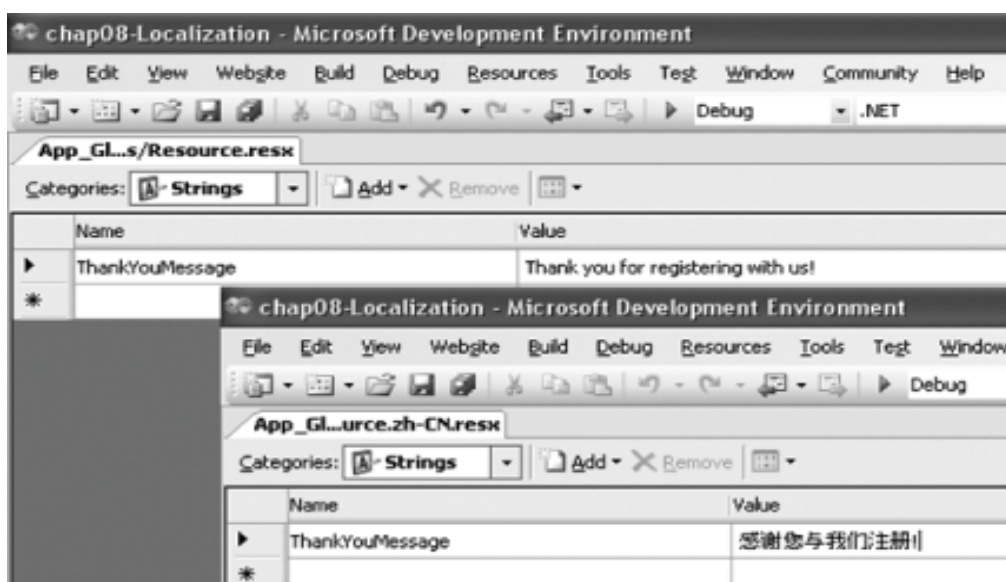 chap08-Localization - Microsoft Development Environment
File Edit View Website Build Debug Resources Tools Test Window Community Help
Debug .NET
App_Gl...s/Resource.resx
Categories: Strings Add Remove
Name Value
ThankYouMessage Thank you for registering with us!
chap08-Localization - Microsoft Development Environment
File Edit View Website Build Debug Resources Tools Test Window
Debug
App_Gl...urce.zh-CN.resx
Categories: Strings Add Remove
Name Value
ThankYouMessage 感谢您与我们注册!